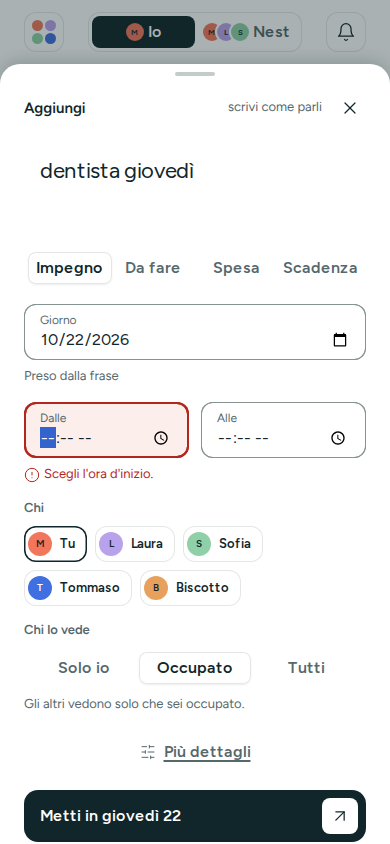 M Io M L S Nest
Aggiungi scrivi come parli
dentista giovedì
Impegno Da fare Spesa Scadenza
Giorno
10/22/2026
Preso dalla frase
Dalle Alle
--:-- -- --:-- --
Scegli l'ora d'inizio.
Chi
M Tu L Laura S Sofia
T Tommaso B Biscotto
Chi lo vede
Solo io Occupato Tutti
Gli altri vedono solo che sei occupato.
Più dettagli
Metti in giovedì 22